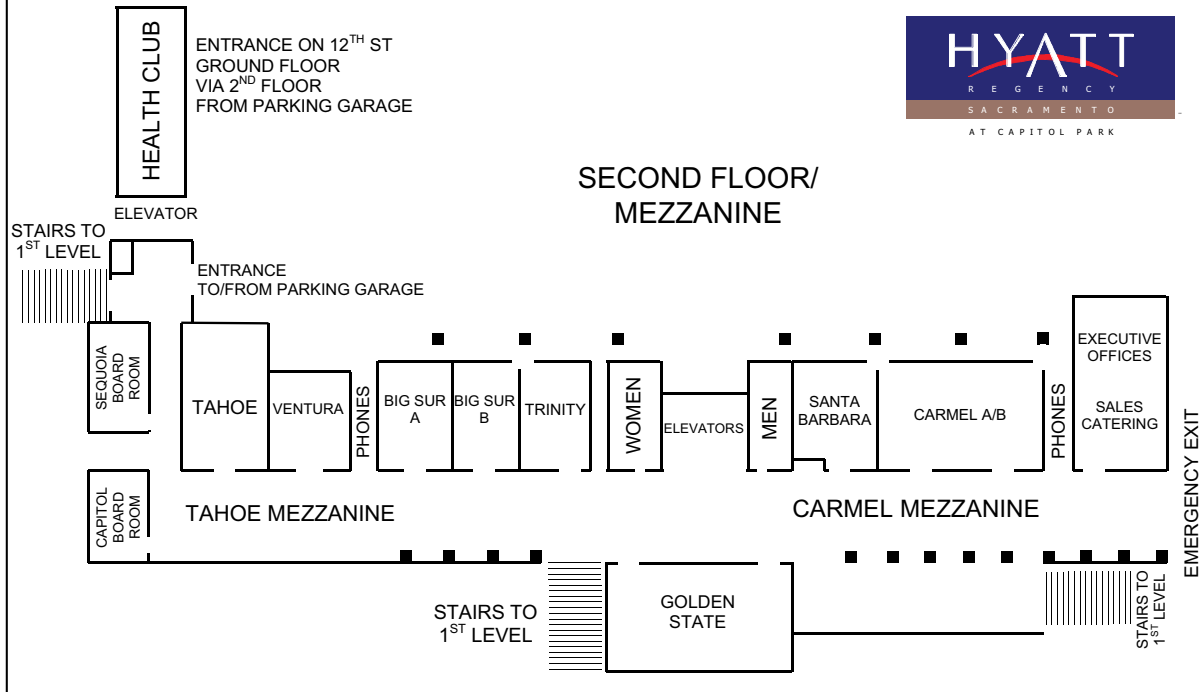 HEALTH CLUB
ENTRANCE ON 12TH ST
GROUND FLOOR
VIA 2ND FLOOR
FROM PARKING GARAGE
HYATT
REGENCY
SACRAMENTO
AT CAPITOL PARK
SECOND FLOOR/
MEZZANINE
ELEVATOR
STAIRS TO
1ST LEVEL
ENTRANCE
TO/FROM PARKING GARAGE
SEQUOIA
BOARD
ROOM
TAHOE
VENTURA
PHONES
BIG SUR
A
BIG SUR
B
TRINITY
WOMEN
ELEVATORS
MEN
SANTA
BARBARA
CARMEL A/B
PHONES
EXECUTIVE
OFFICES
SALES
CATERING
EMERGENCY EXIT
CAPITOL
BOARD
ROOM
TAHOE MEZZANINE
CARMEL MEZZANINE
STAIRS TO
1ST LEVEL
GOLDEN
STATE
STAIRS TO
1ST LEVEL